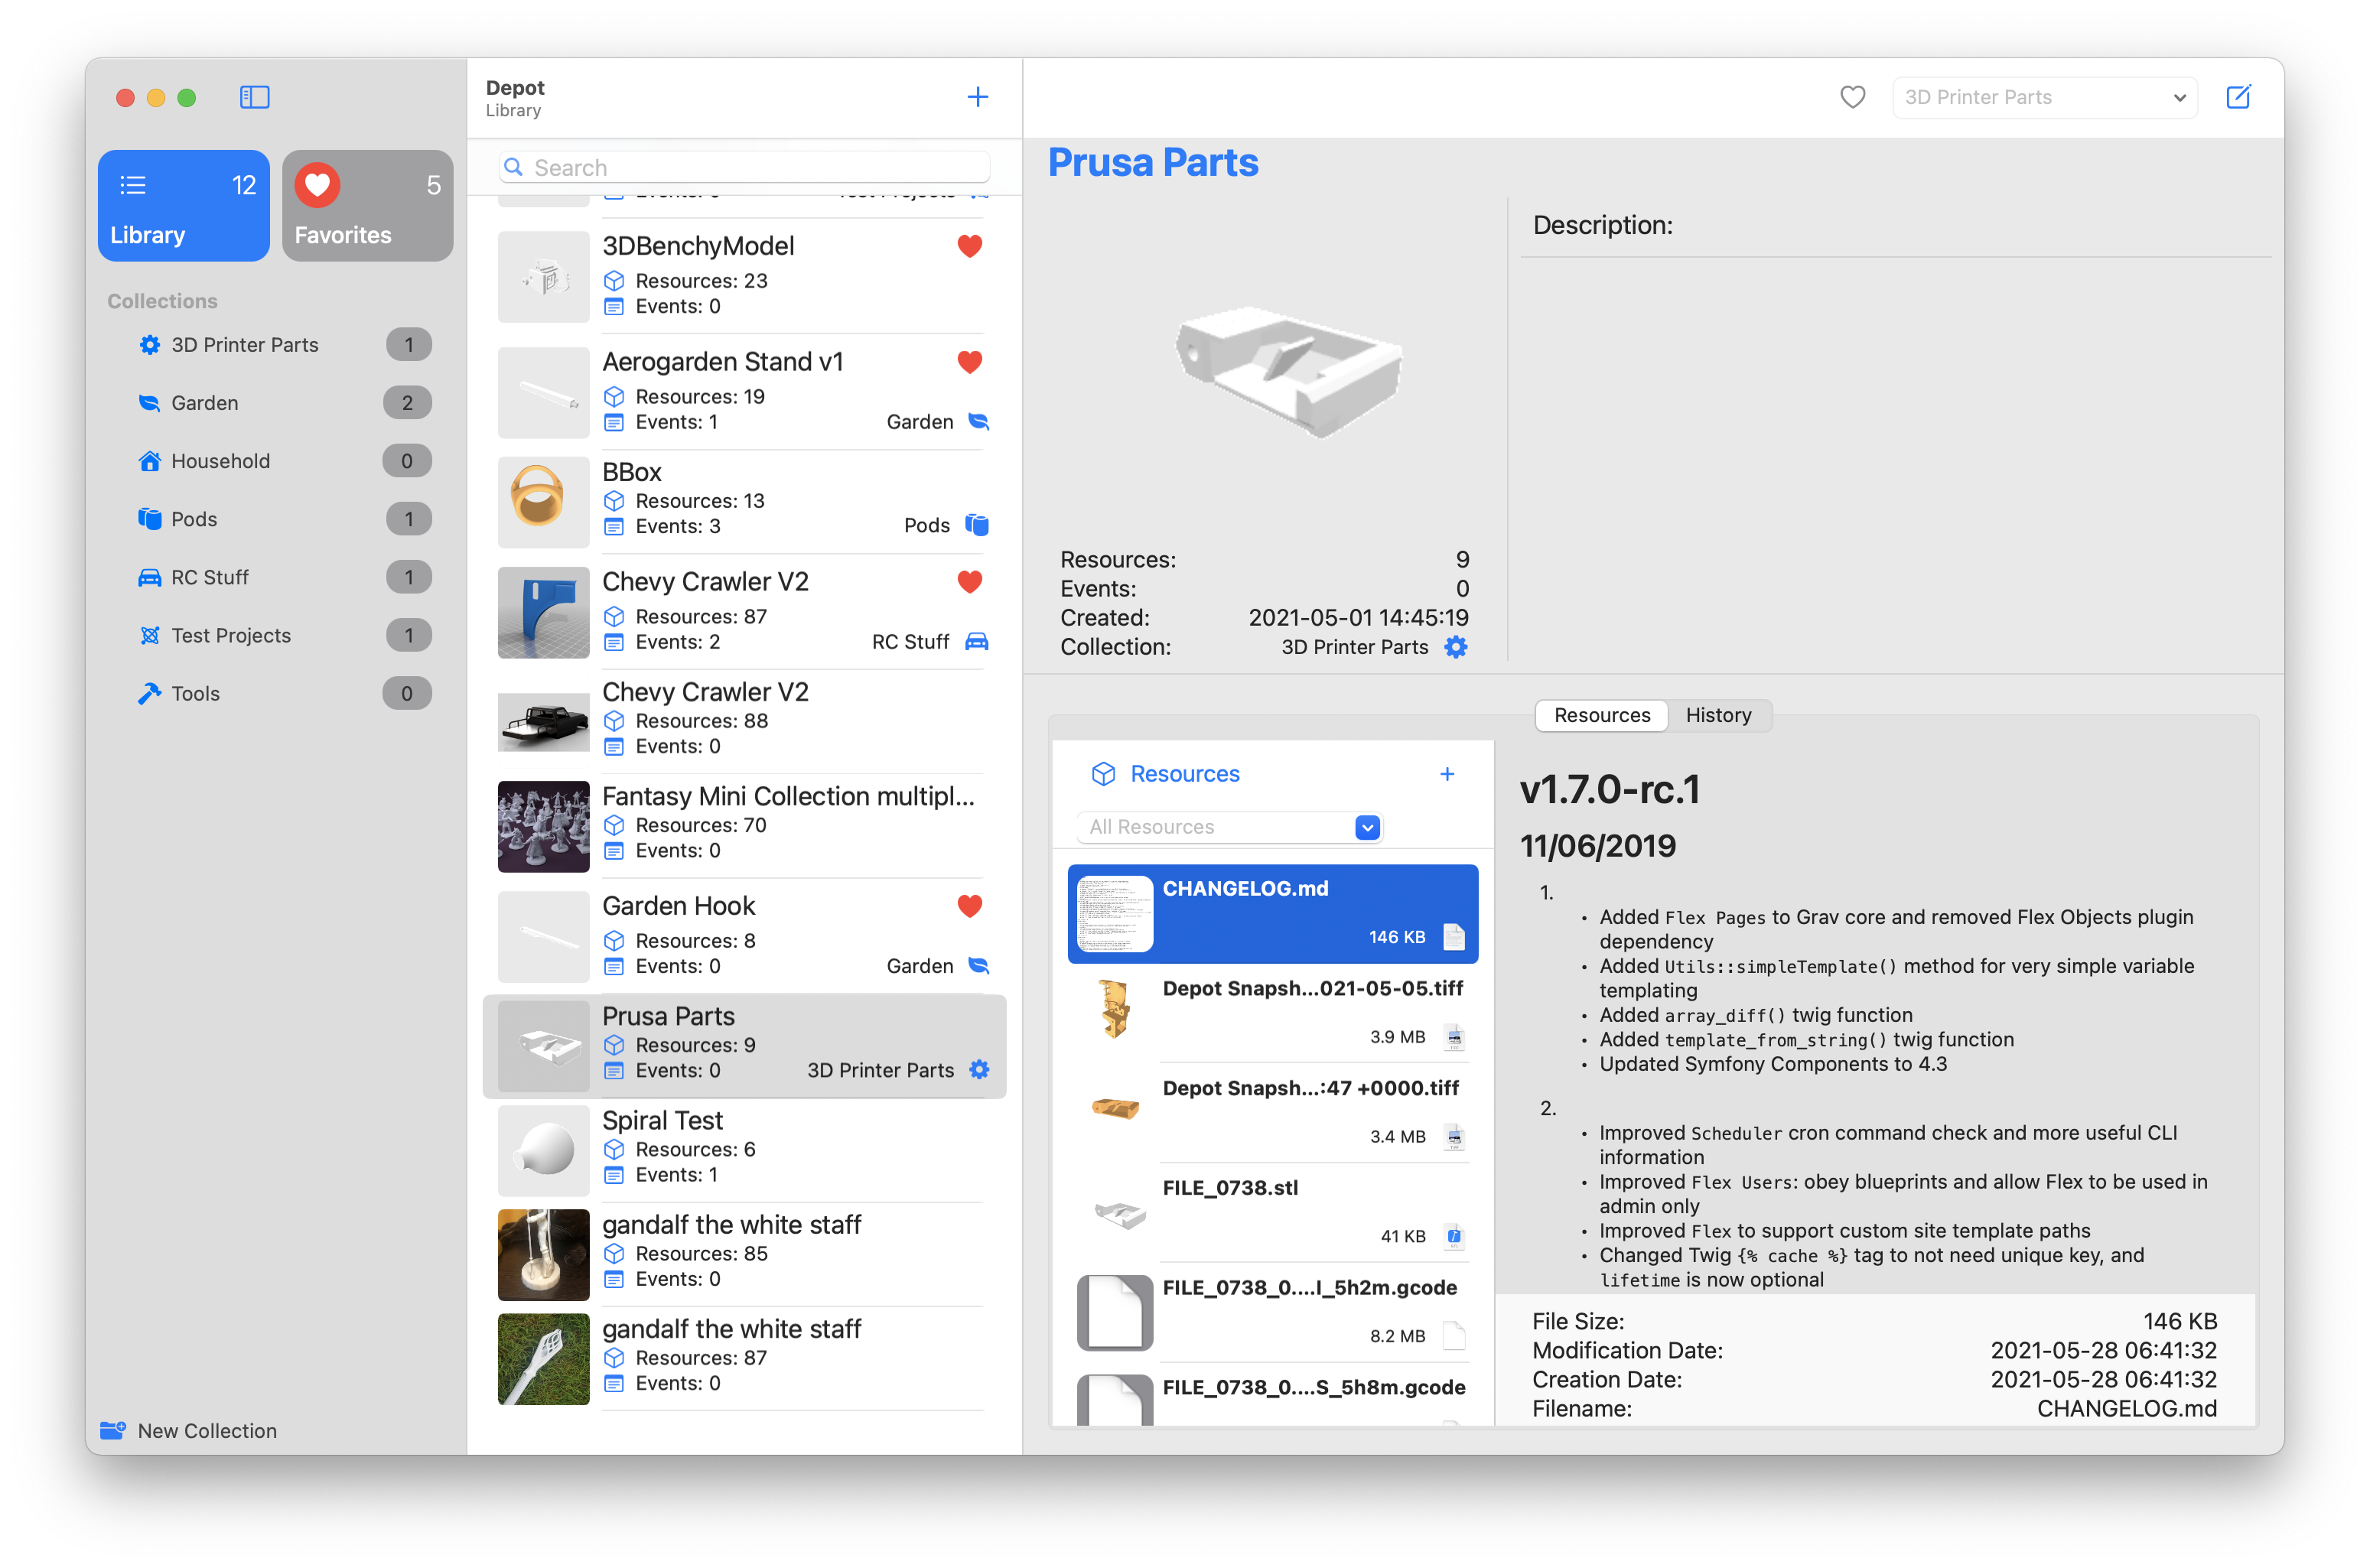 12
Library
5
Favorites
Collections
3D Printer Parts 1
Garden 2
Household 0
Pods 1
RC Stuff 1
Test Projects 1
Tools 0
New Collection
Depot
Library
Search
3DBenchyModel
Resources: 23
Events: 0
Aerogarden Stand v1
Resources: 19
Events: 1 Garden
BBox
Resources: 13
Events: 3 Pods
Chevy Crawler V2
Resources: 87
Events: 2 RC Stuff
Chevy Crawler V2
Resources: 88
Events: 0
Fantasy Mini Collection multipl...
Resources: 70
Events: 0
Garden Hook
Resources: 8
Events: 0 Garden
Prusa Parts
Resources: 9
Events: 0 3D Printer Parts
Spiral Test
Resources: 6
Events: 1
gandalf the white staff
Resources: 85
Events: 0
gandalf the white staff
Resources: 87
Events: 0
3D Printer Parts
Prusa Parts
Resources: 9
Events: 0
Created: 2021-05-01 14:45:19
Collection: 3D Printer Parts
Description:
Resources History
Resources
All Resources
CHANGELOG.md
146 KB
Depot Snapsh...021-05-05.tiff
3.9 MB
Depot Snapsh...:47 +0000.tiff
3.4 MB
FILE_0738.stl
41 KB
FILE_0738_0....I_5h2m.gcode
8.2 MB
FILE_0738_0....S_5h8m.gcode
v1.7.0-rc.1
11/06/2019
1.
• Added Flex Pages to Grav core and removed Flex Objects plugin
dependency
• Added Utils::simpleTemplate() method for very simple variable
templating
• Added array_diff() twig function
• Added template_from_string() twig function
• Updated Symfony Components to 4.3
2.
• Improved Scheduler cron command check and more useful CLI
information
• Improved Flex Users: obey blueprints and allow Flex to be used in
admin only
• Improved Flex to support custom site template paths
• Changed Twig {% cache %} tag to not need unique key, and
lifetime is now optional
File Size: 146 KB
Modification Date: 2021-05-28 06:41:32
Creation Date: 2021-05-28 06:41:32
Filename: CHANGELOG.md